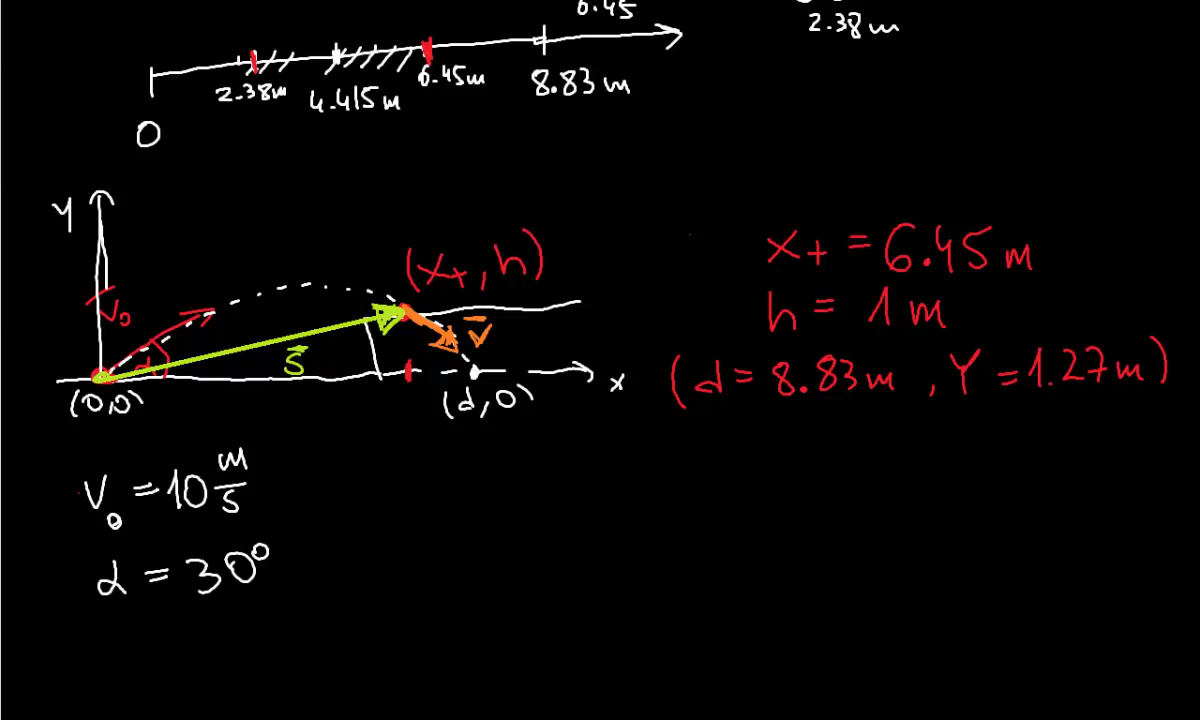 6.45
2.38m
2.38m
4.415m
6.45m
8.83m
0
Y
(x+, h)
V₀
α
S
V
x
(0,0)
(d,0)
x+ = 6.45m
h = 1m
(d = 8.83m, Y = 1.27m)
V₀ = 10 m/s
α = 30°